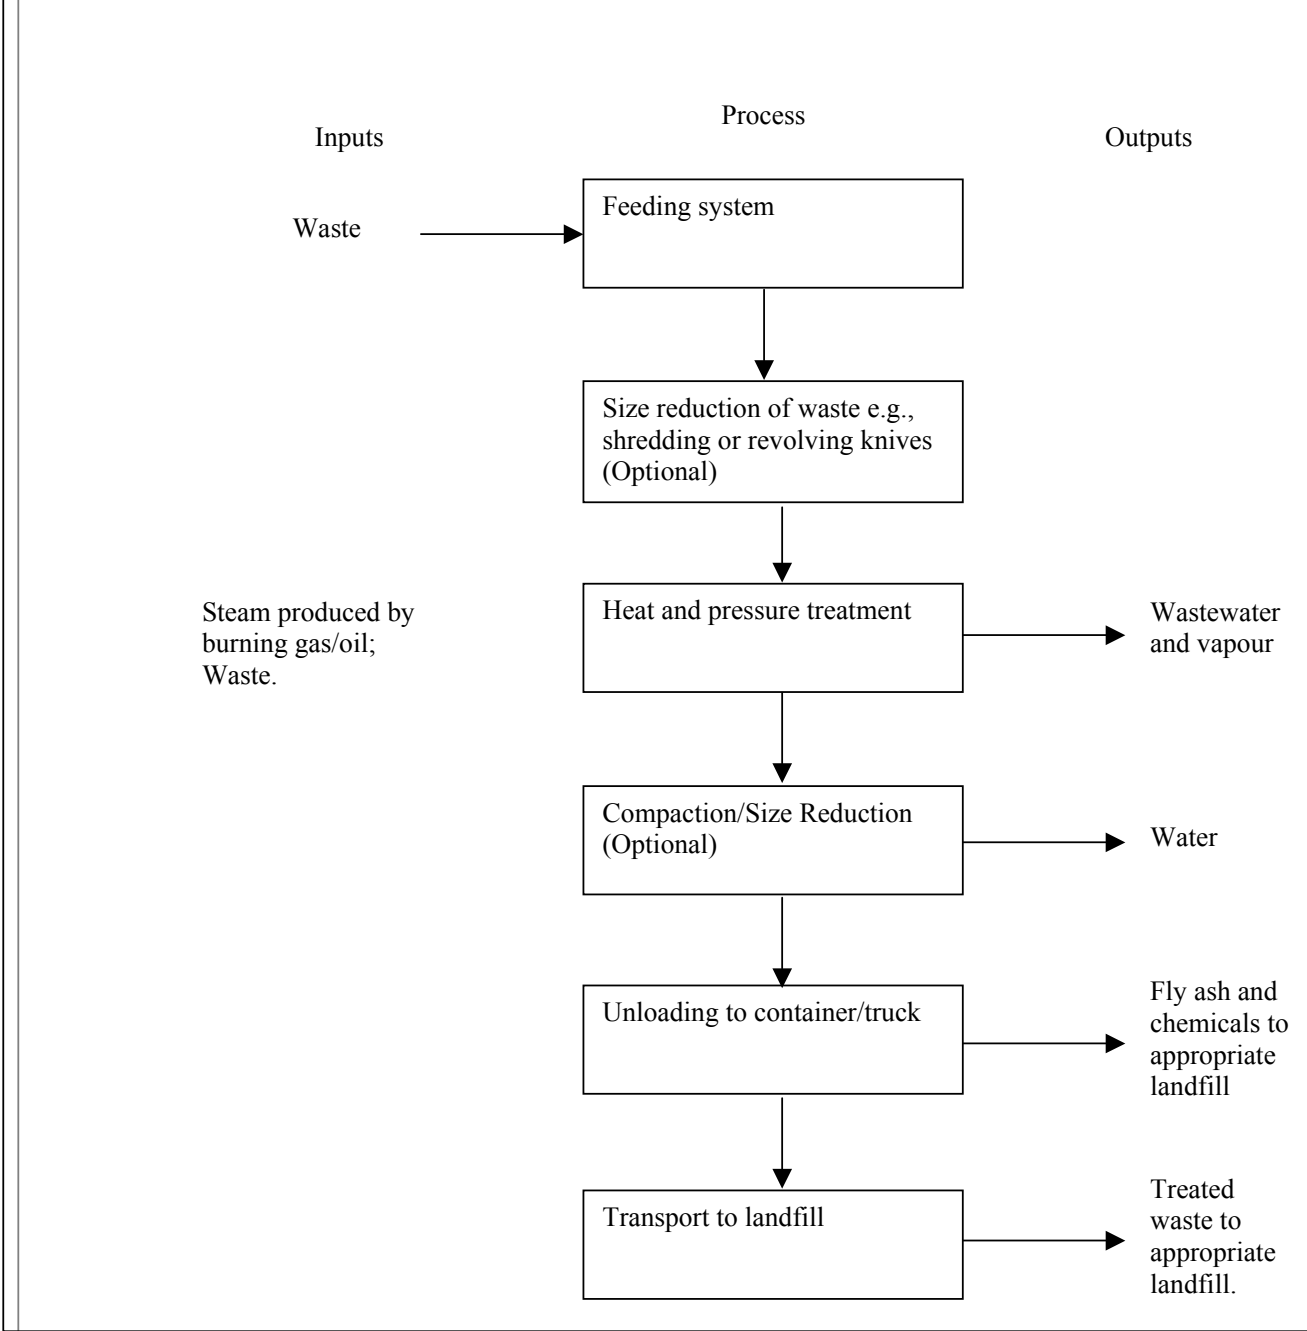 Process
Inputs
Outputs
Waste
Feeding system
Size reduction of waste e.g.,
shredding or revolving knives
(Optional)
Steam produced by
burning gas/oil;
Waste.
Heat and pressure treatment
Wastewater
and vapour
Compaction/Size Reduction
(Optional)
Water
Unloading to container/truck
Fly ash and
chemicals to
appropriate
landfill
Transport to landfill
Treated
waste to
appropriate
landfill.